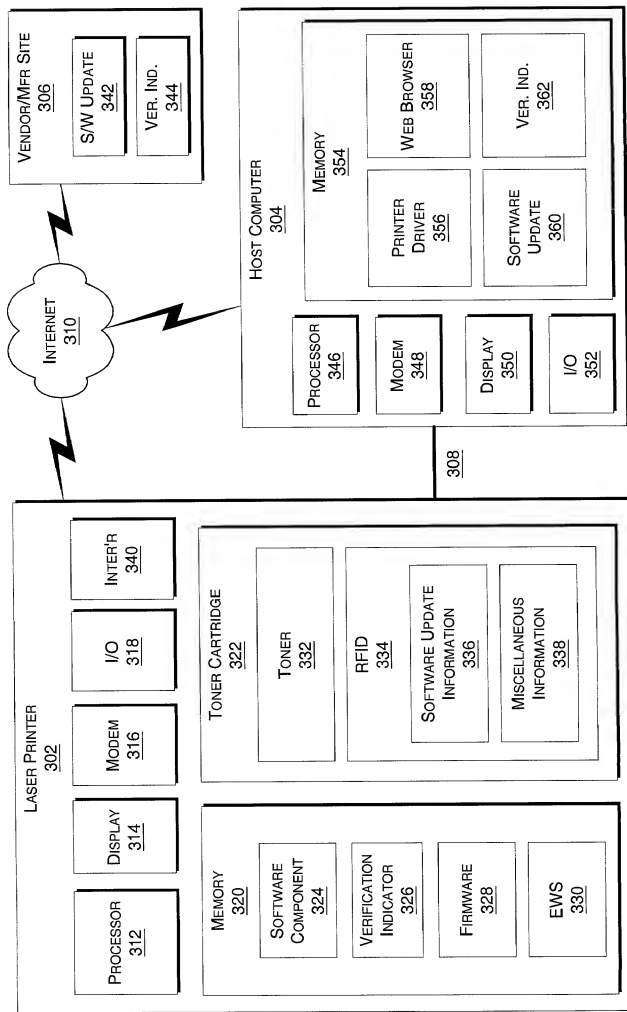 LASER PRINTER
302
PROCESSOR
312
DISPLAY
314
MODEM
316
I/O
318
INTER'R
340
MEMORY
320
SOFTWARE
COMPONENT
324
VERIFICATION
INDICATOR
326
FIRMWARE
328
EWS
330
TONER CARTRIDGE
322
TONER
332
RFID
334
SOFTWARE UPDATE
INFORMATION
336
MISCELLANEOUS
INFORMATION
338
INTERNET
310
VENDOR/MFR SITE
306
S/W UPDATE
342
VER. IND.
344
308
HOST COMPUTER
304
PROCESSOR
346
MODEM
348
DISPLAY
350
I/O
352
MEMORY
354
PRINTER
DRIVER
356
WEB BROWSER
358
SOFTWARE
UPDATE
360
VER. IND.
362